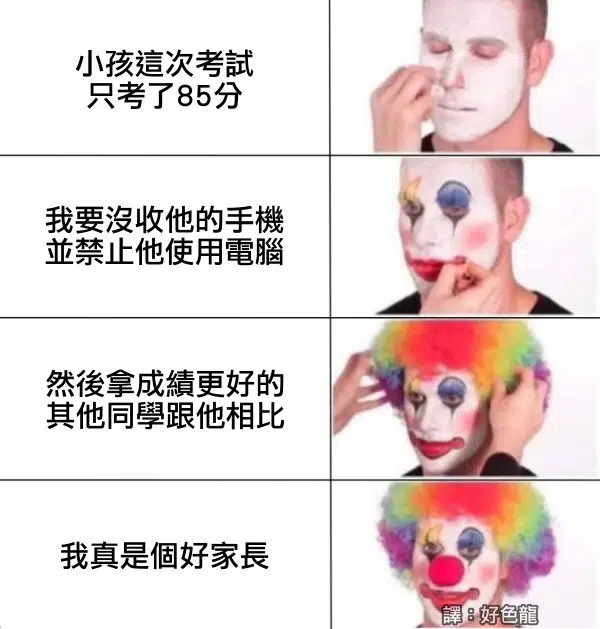 小孩這次考試
只考了85分
我要沒收他的手機
並禁止他使用電腦
然後拿成績更好的
其他同學跟他相比
我真是個好家長
譯：好色龍